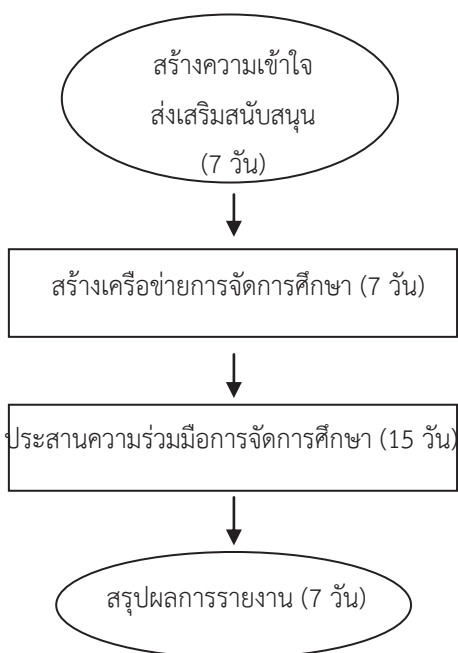 สร้างความเข้าใจ
ส่งเสริมสนับสนุน
(7 วัน)
สร้างเครือข่ายการจัดการศึกษา (7 วัน)
ประสานความร่วมมือการจัดการศึกษา (15 วัน)
สรุปผลการรายงาน (7 วัน)